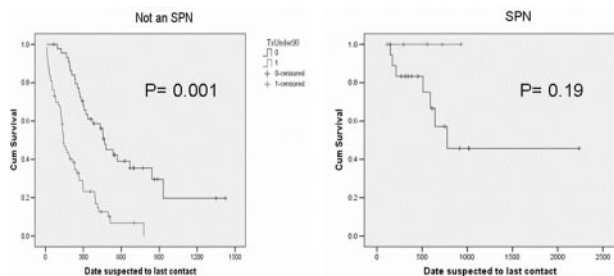 Not an SPN
TxUnder90
0
1
0-censored
1-censored
P= 0.001
Cum Survival
1.0
0.8
0.6
0.4
0.2
0.0
0 300 600 900 1200 1500
Date suspected to last contact
SPN
P= 0.19
Cum Survival
1.0
0.8
0.6
0.4
0.2
0.0
0 500 1000 1500 2000 2500
Date suspected to last contact